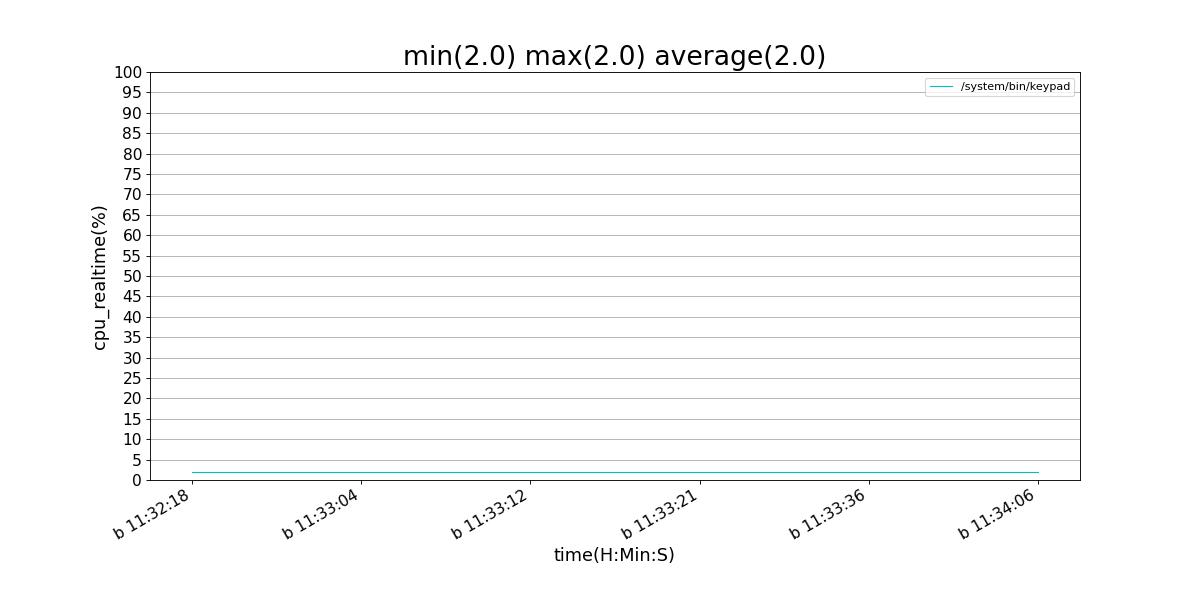 min(2.0) max(2.0) average(2.0)
/system/bin/keypad
cpu_realtime(%)
100
95
90
85
80
75
70
65
60
55
50
45
40
35
30
25
20
15
10
5
0
b 11:32:18
b 11:33:04
b 11:33:12
b 11:33:21
b 11:33:36
b 11:34:06
time(H:Min:S)